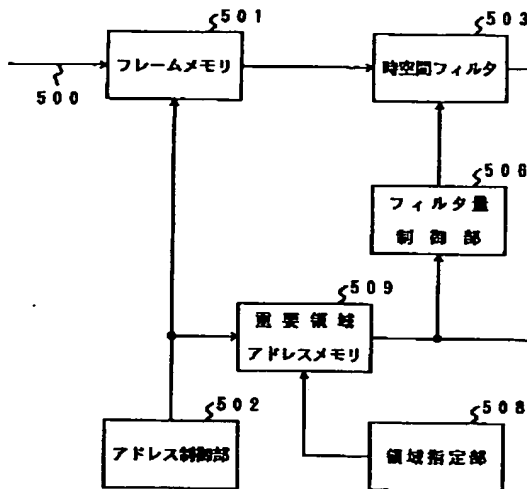 501
フレームメモリ
503
時空間フィルタ
500
506
フィルタ量
制御部
509
重要領域
アドレスメモリ
502
アドレス制御部
508
領域指定部